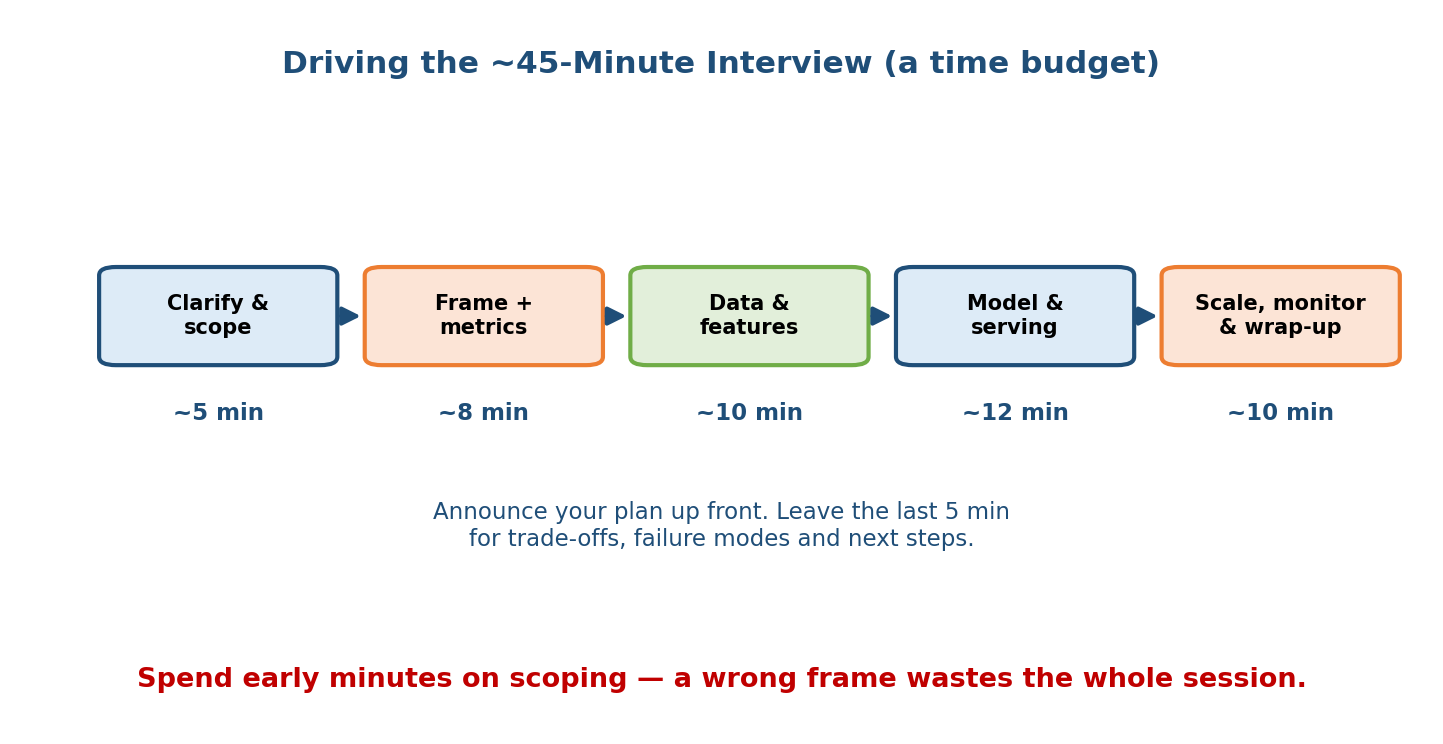 Driving the ~45-Minute Interview (a time budget)
Clarify &
scope
Frame +
metrics
Data &
features
Model &
serving
Scale, monitor
& wrap-up
~5 min
~8 min
~10 min
~12 min
~10 min
Announce your plan up front. Leave the last 5 min
for trade-offs, failure modes and next steps.
Spend early minutes on scoping — a wrong frame wastes the whole session.